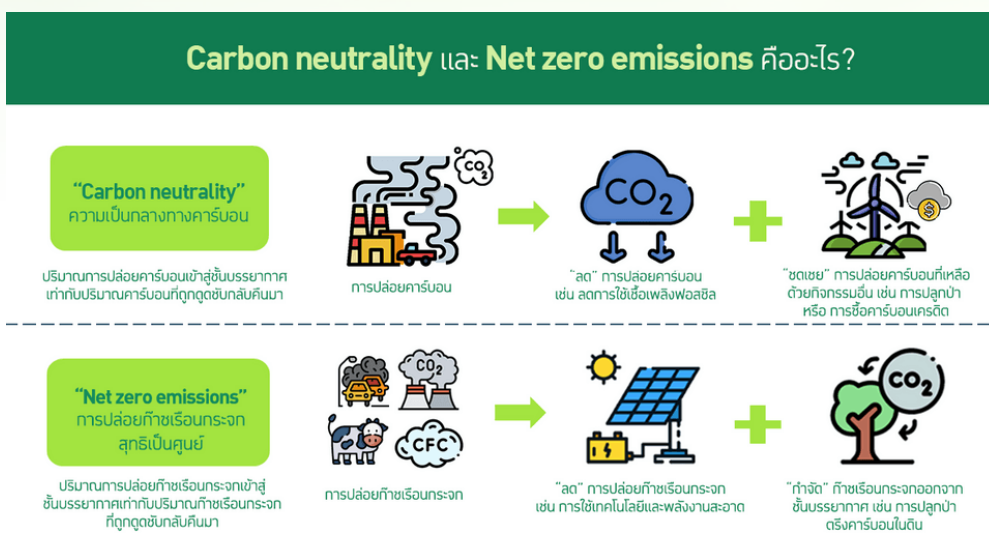 Carbon neutrality และ Net zero emissions คืออะไร?
“Carbon neutrality”
ความเป็นกลางทางคาร์บอน
ปริมาณการปล่อยคาร์บอนเข้าสู่ชั้นบรรยากาศ
เท่ากับปริมาณคาร์บอนที่ถูกดูดซับกลับคืนมา
CO2
การปล่อยคาร์บอน
CO2
“ลด” การปล่อยคาร์บอน
เช่น ลดการใช้เชื้อเพลิงฟอสซิล
$
“ชดเชย” การปล่อยคาร์บอนที่เหลือ
ด้วยกิจกรรมอื่น เช่น การปลูกป่า
หรือ การซื้อคาร์บอนเครดิต
“Net zero emissions”
การปล่อยก๊าซเรือนกระจก
สุทธิเป็นศูนย์
ปริมาณการปล่อยก๊าซเรือนกระจกเข้าสู่
ชั้นบรรยากาศเท่ากับปริมาณก๊าซเรือนกระจก
ที่ถูกดูดซับกลับคืนมา
CO2
CFC
การปล่อยก๊าซเรือนกระจก
“ลด” การปล่อยก๊าซเรือนกระจก
เช่น การใช้เทคโนโลยีและพลังงานสะอาด
CO2
“กำจัด” ก๊าซเรือนกระจกออกจาก
ชั้นบรรยากาศ เช่น การปลูกป่า
ตรึงคาร์บอนในดิน